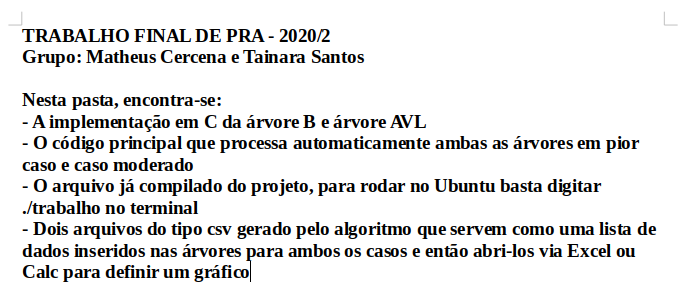 TRABALHO FINAL DE PRA - 2020/2
Grupo: Matheus Cercena e Tainara Santos
Nesta pasta, encontra-se:
- A implementação em C da árvore B e árvore AVL
- O código principal que processa automaticamente ambas as árvores em pior
caso e caso moderado
- O arquivo já compilado do projeto, para rodar no Ubuntu basta digitar
./trabalho no terminal
- Dois arquivos do tipo csv gerado pelo algoritmo que servem como uma lista de
dados inseridos nas árvores para ambos os casos e então abri-los via Excel ou
Calc para definir um gráfico